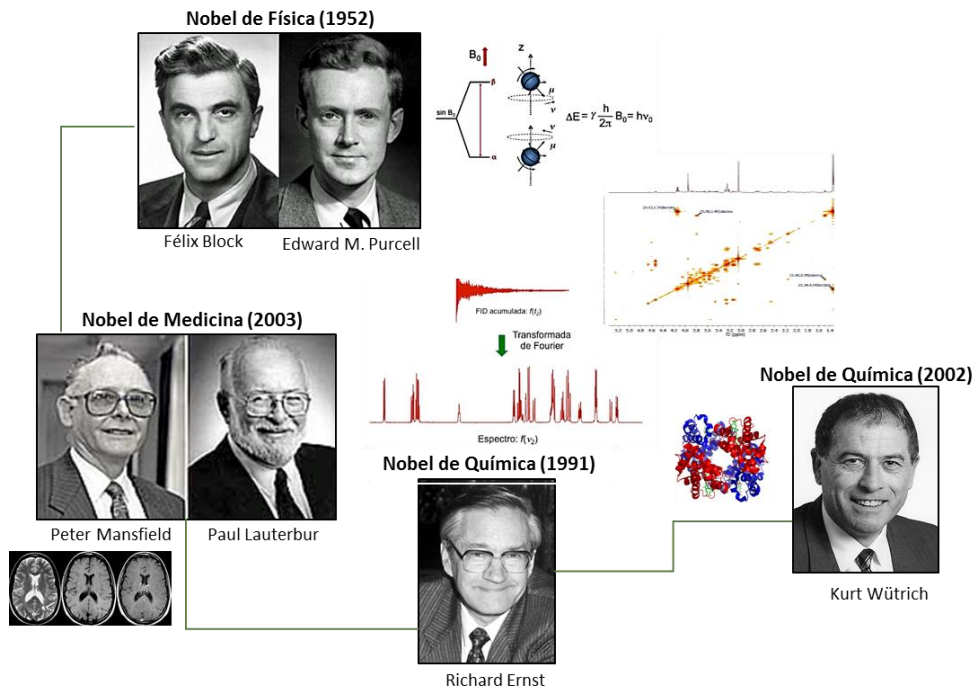 Nobel de Física (1952)
Félix Block
Edward M. Purcell
B₀
sin B₀
β
α
z
μ
ν
ν
μ
ΔE = γ h/2π B₀ = hν₀
FID acumulada: f(t₂)
Transformada
de Fourier
Espectro: f(ν₂)
Nobel de Medicina (2003)
Peter Mansfield
Paul Lauterbur
Nobel de Química (1991)
Richard Ernst
Nobel de Química (2002)
Kurt Wütrich